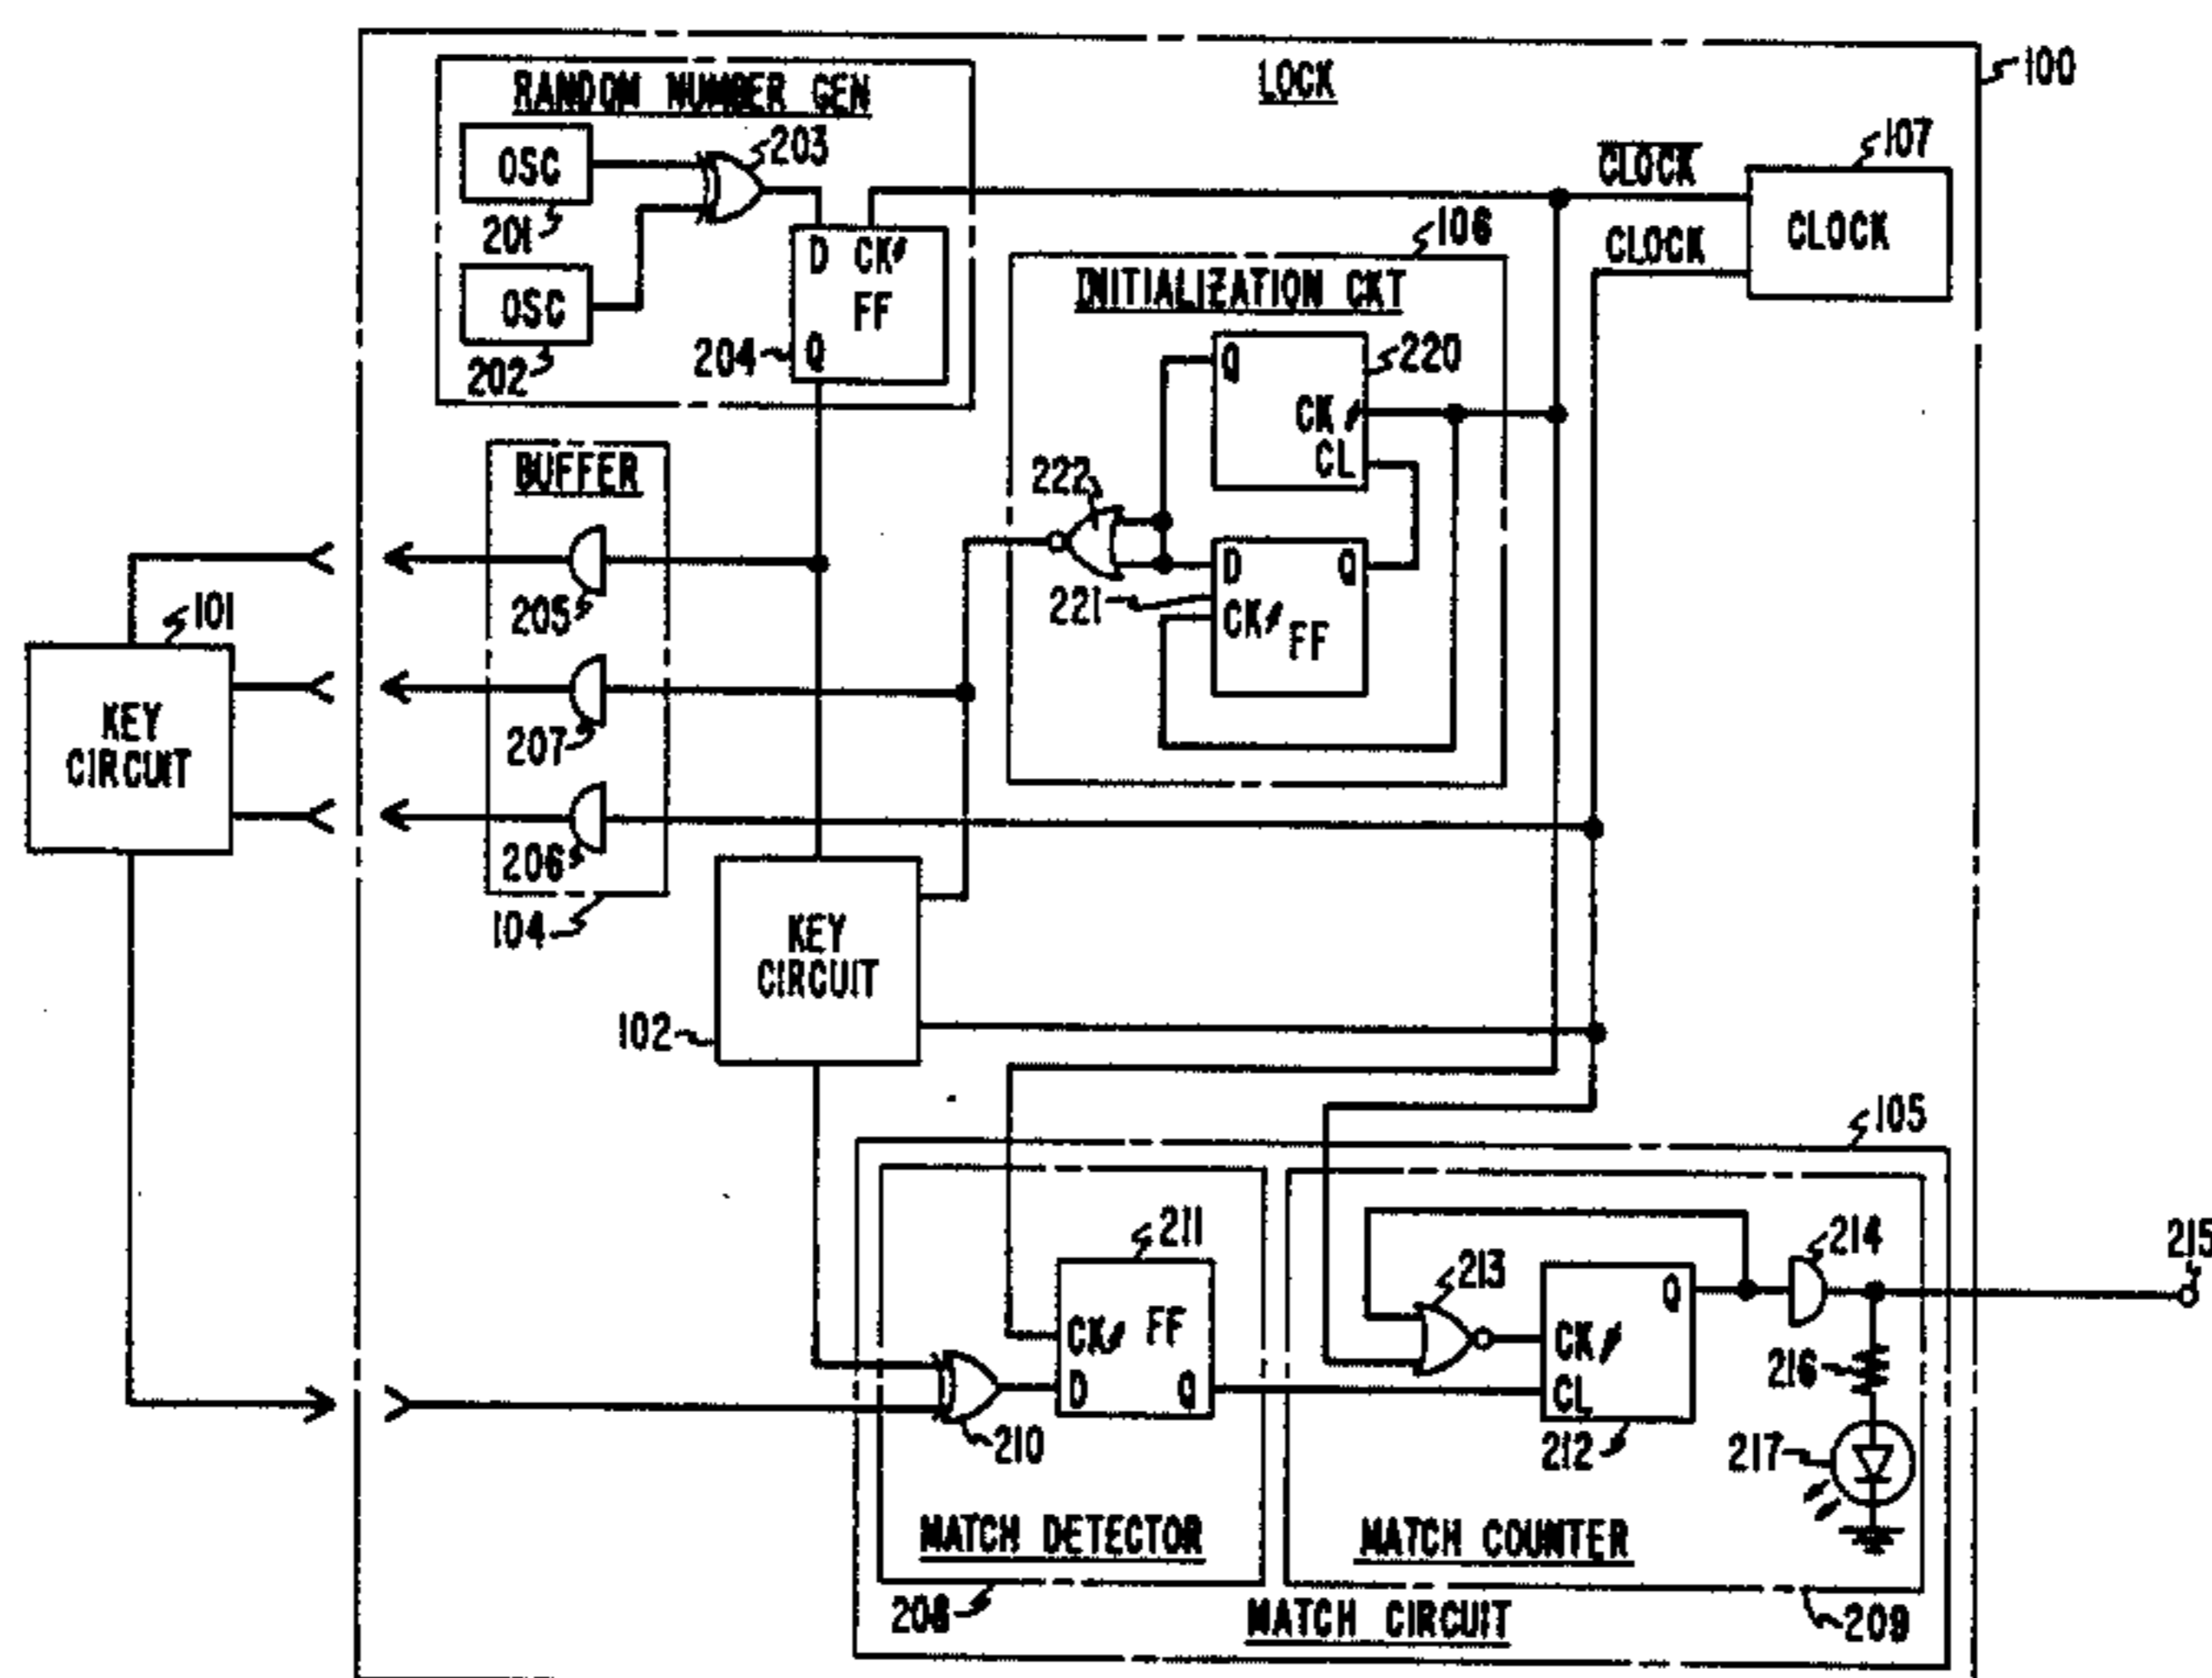 LOCK
100
RANDOM NUMBER GEN
OSC
201
OSC
202
203
D CK
FF
Q
204
CLOCK
CLOCK
107
CLOCK
106
INITIALIZATION CKT
Q
CK
CL
220
222
D Q
CK
FF
221
BUFFER
205
207
206
104
101
KEY
CIRCUIT
KEY
CIRCUIT
102
105
211
CK FF
D Q
210
MATCH DETECTOR
208
213
Q
CK
CL
212
214
215
216
217
MATCH COUNTER
209
MATCH CIRCUIT